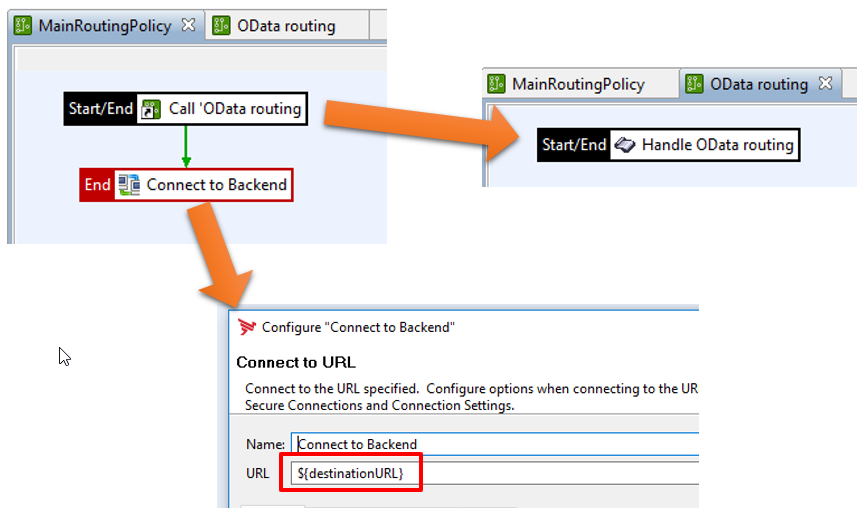 MainRoutingPolicy
OData routing
Start/End Call 'OData routing
End Connect to Backend
MainRoutingPolicy
OData routing
Start/End Handle OData routing
Configure "Connect to Backend"
Connect to URL
Connect to the URL specified. Configure options when connecting to the UR
Secure Connections and Connection Settings.
Name: Connect to Backend
URL ${destinationURL}